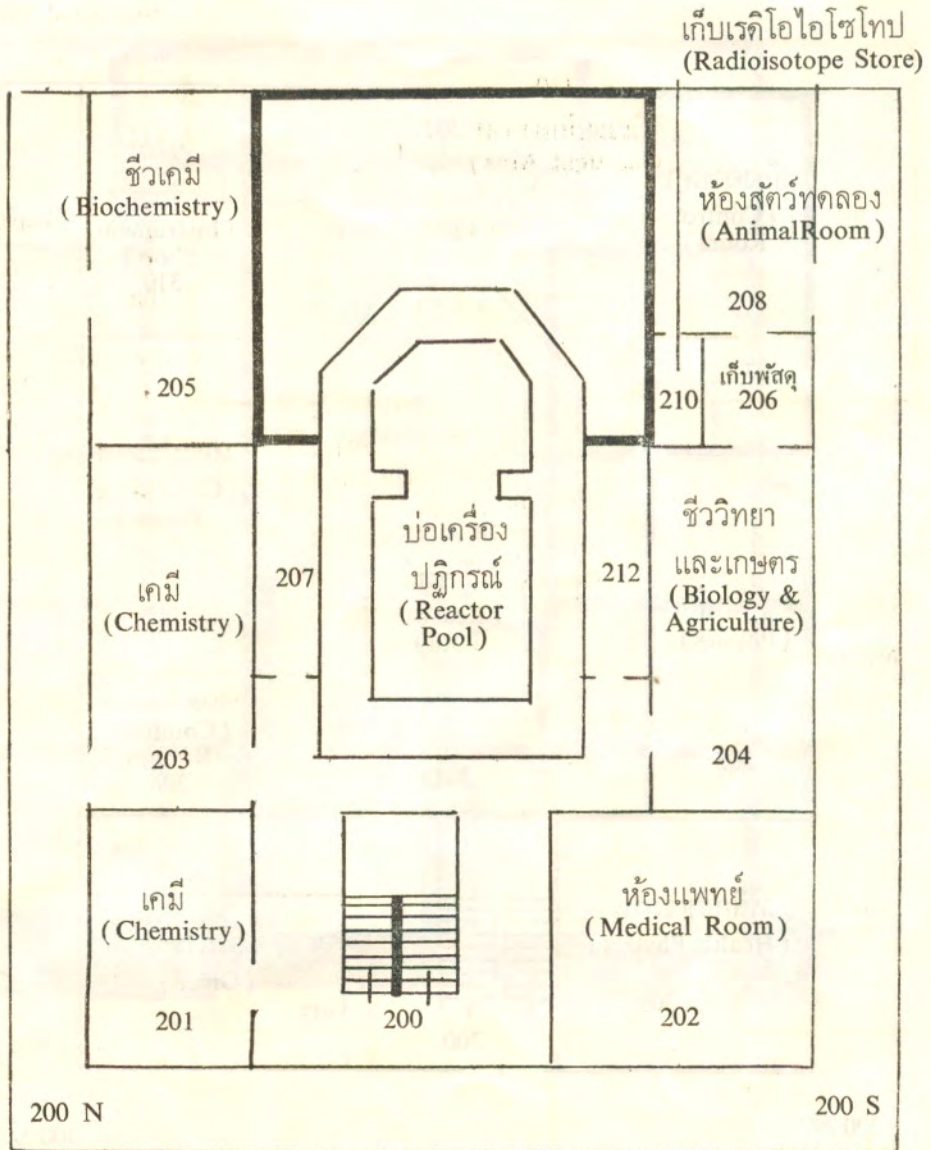 เก็บเรดิโอไอโซโทป
(Radioisotope Store)
ชีวเคมี
(Biochemistry)
205
ห้องสัตว์ทดลอง
(AnimalRoom)
208
210
เก็บพัสดุ
206
เคมี
(Chemistry)
203
207
บ่อเครื่อง
ปฏิกรณ์
(Reactor
Pool)
212
ชีววิทยา
และเกษตร
(Biology &
Agriculture)
204
เคมี
(Chemistry)
201
200
ห้องแพทย์
(Medical Room)
202
200 N
200 S